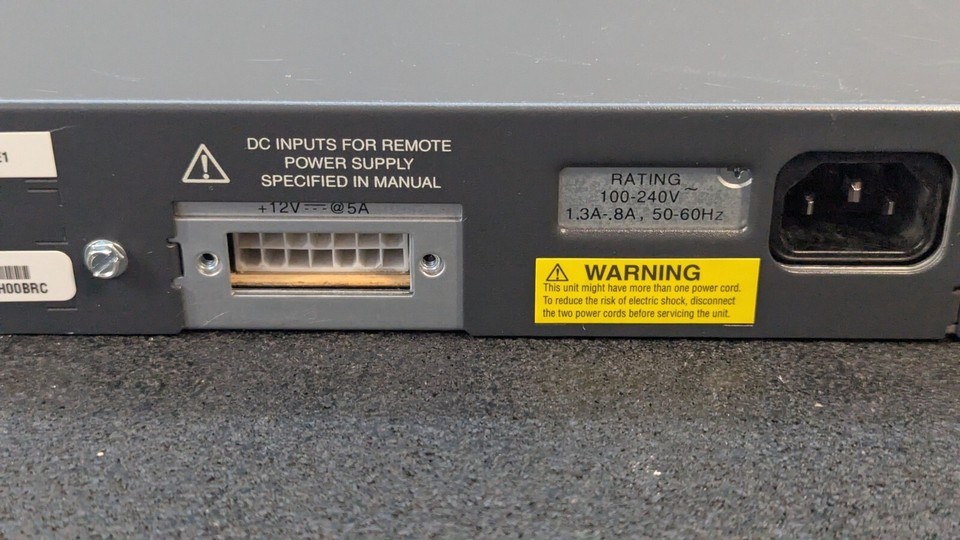 E1
H00BRC
DC INPUTS FOR REMOTE
POWER SUPPLY
SPECIFIED IN MANUAL
+12V ⎓ @5A
RATING
100-240V ~
1.3A-.8A, 50-60Hz
WARNING
This unit might have more than one power cord.
To reduce the risk of electric shock, disconnect
the two power cords before servicing the unit.